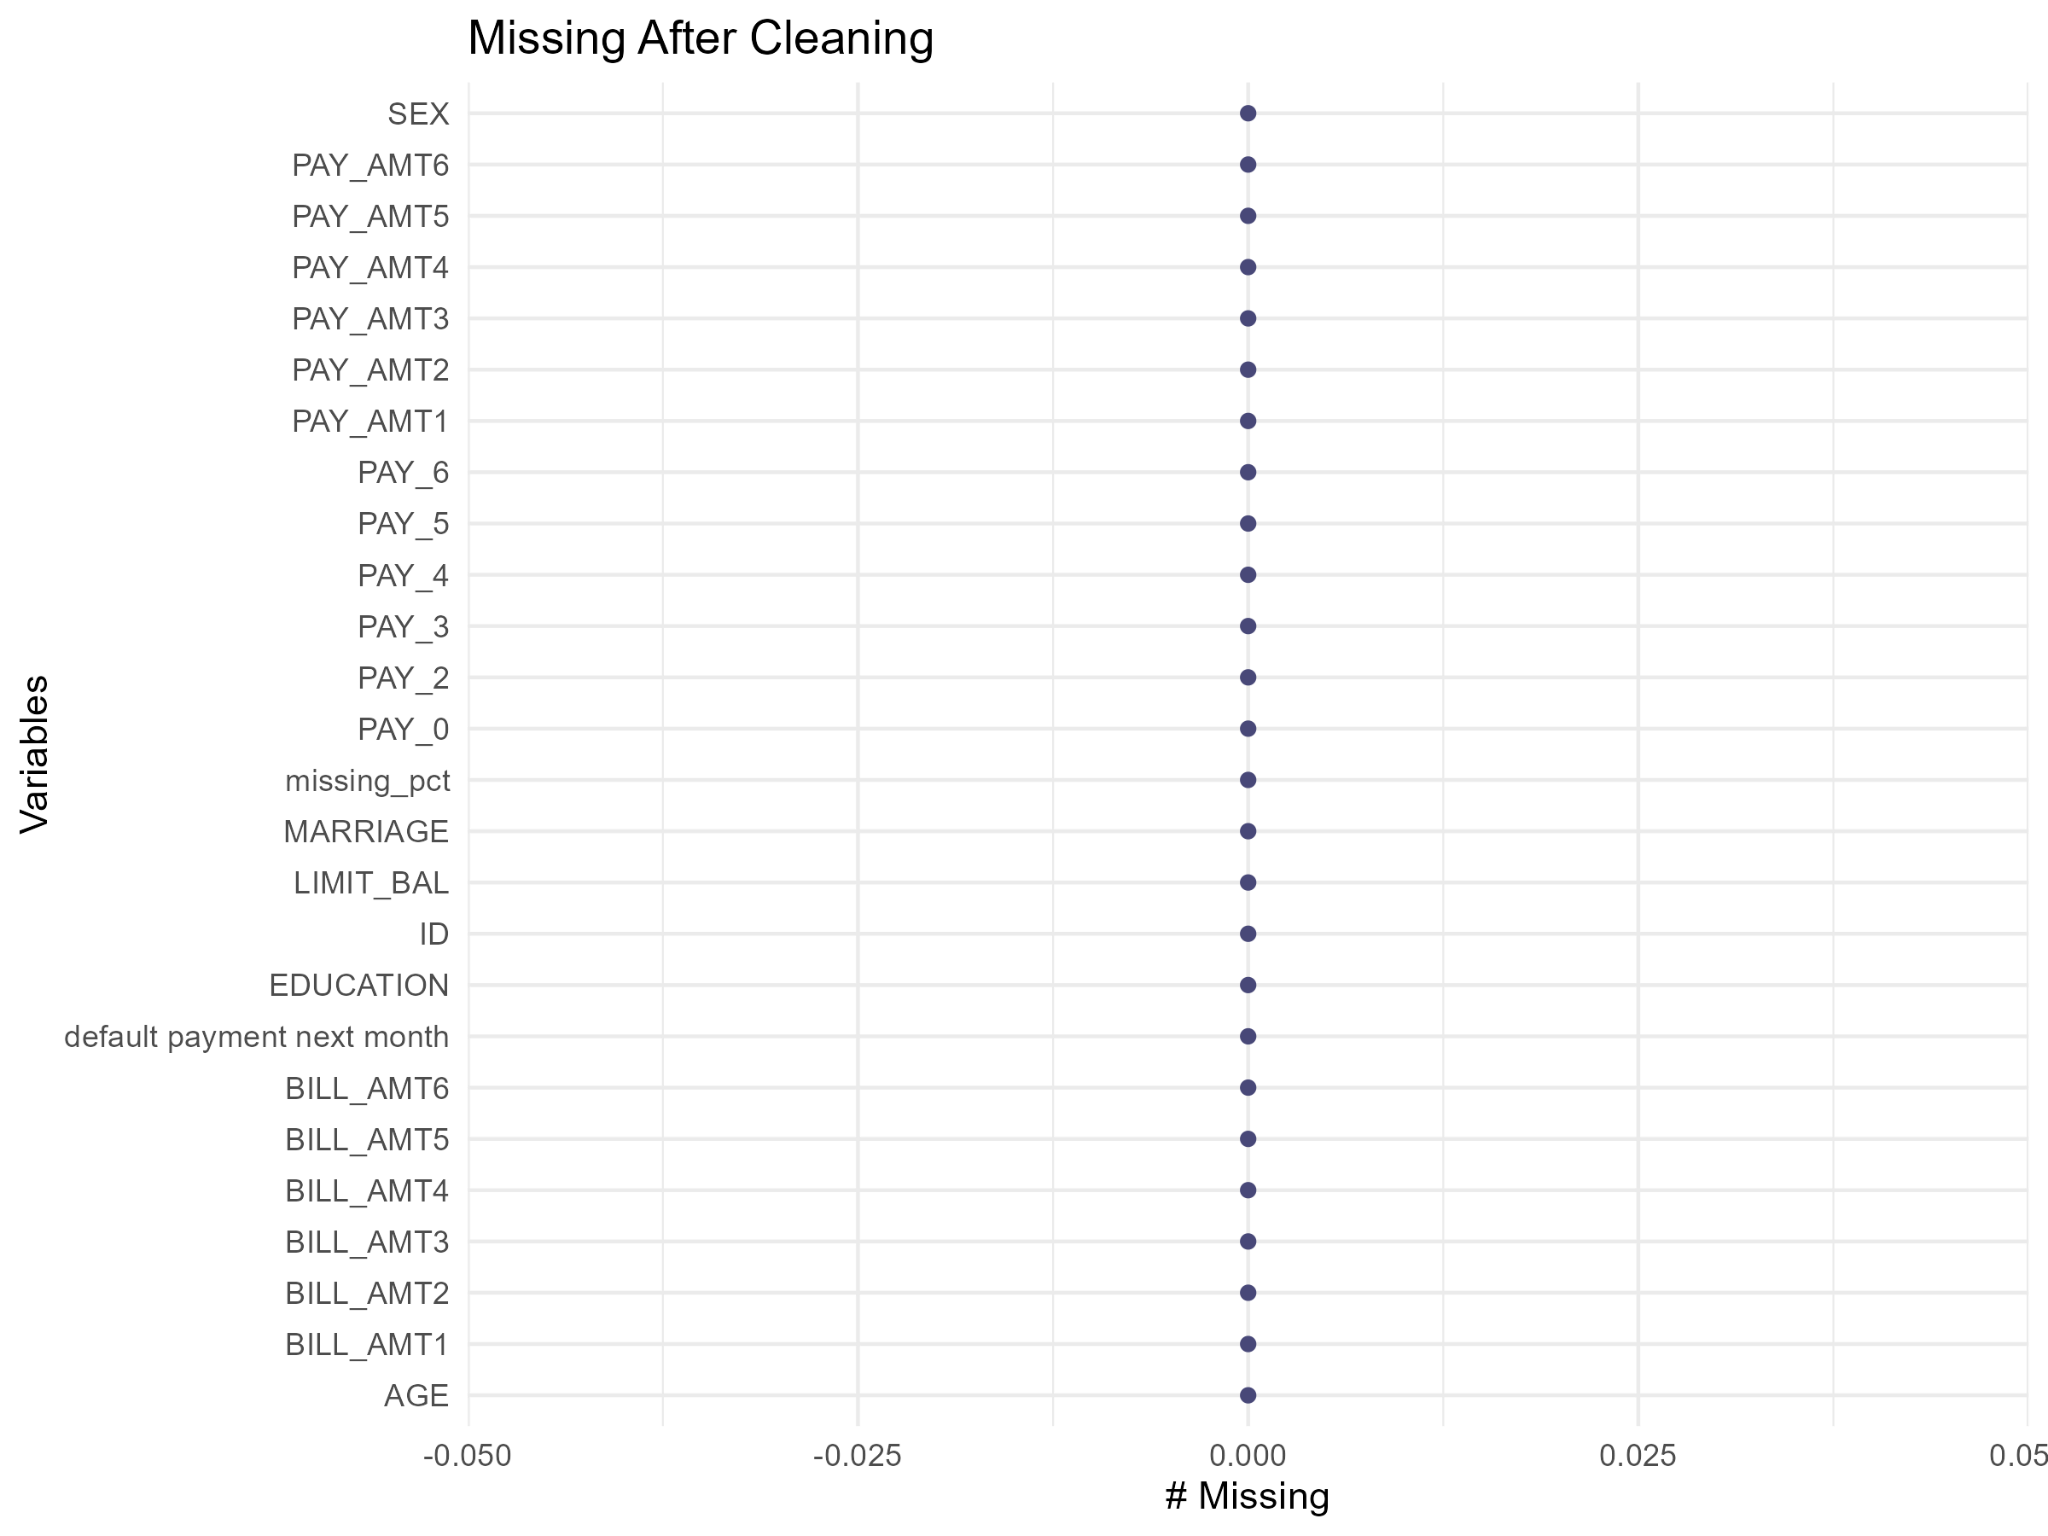 Missing After Cleaning
SEX
PAY_AMT6
PAY_AMT5
PAY_AMT4
PAY_AMT3
PAY_AMT2
PAY_AMT1
PAY_6
PAY_5
PAY_4
PAY_3
PAY_2
PAY_0
missing_pct
MARRIAGE
LIMIT_BAL
ID
EDUCATION
default payment next month
BILL_AMT6
BILL_AMT5
BILL_AMT4
BILL_AMT3
BILL_AMT2
BILL_AMT1
AGE
Variables
-0.050 -0.025 0.000 0.025 0.05
# Missing